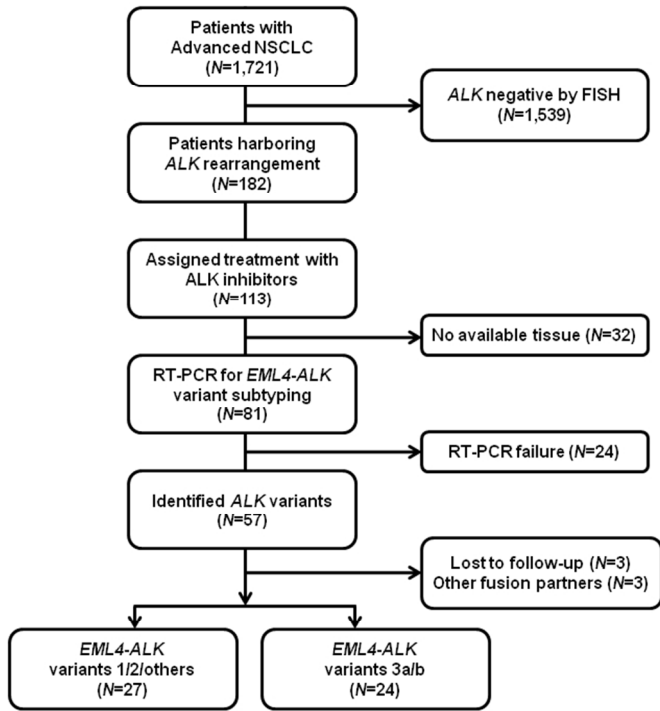 Patients with
Advanced NSCLC
(N=1,721)
ALK negative by FISH
(N=1,539)
Patients harboring
ALK rearrangement
(N=182)
Assigned treatment with
ALK inhibitors
(N=113)
No available tissue (N=32)
RT-PCR for EML4-ALK
variant subtyping
(N=81)
RT-PCR failure (N=24)
Identified ALK variants
(N=57)
Lost to follow-up (N=3)
Other fusion partners (N=3)
EML4-ALK
variants 1/2/others
(N=27)
EML4-ALK
variants 3a/b
(N=24)